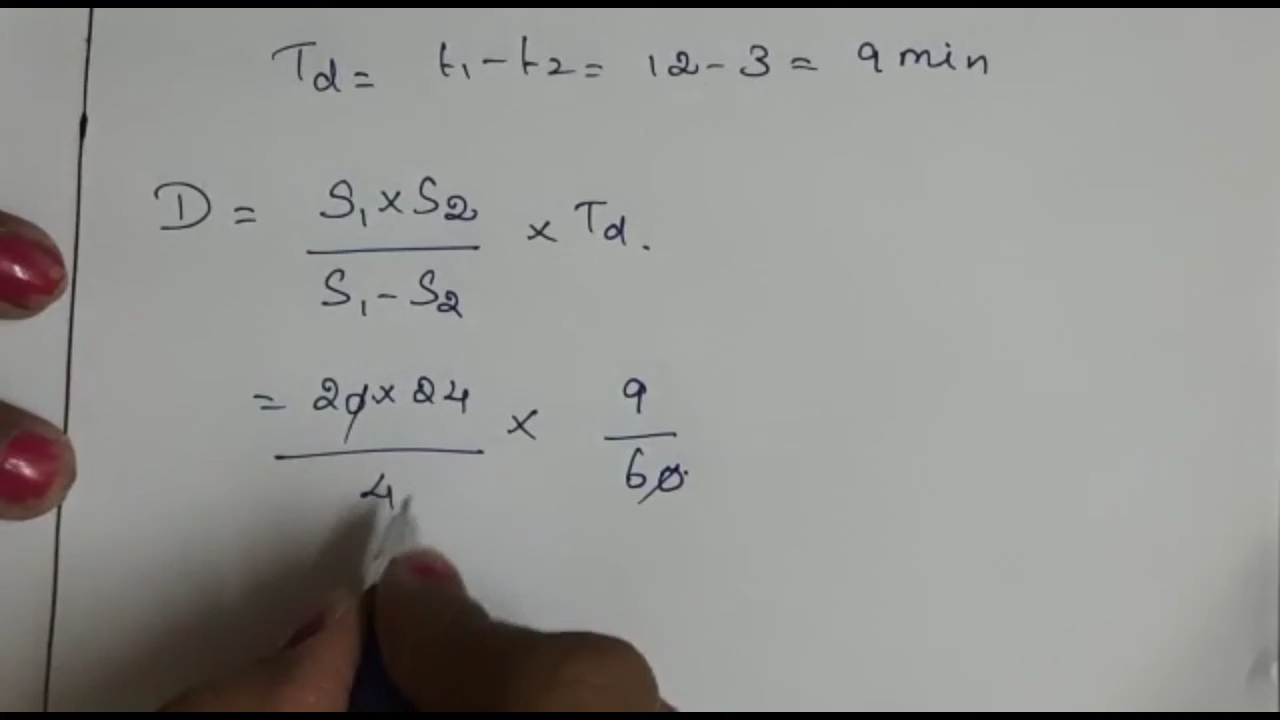 Td = t1 - t2 = 12 - 3 = 9 min
D = S1 × S2 / S1 - S2 × Td.
= 20 × 24 / 4 × 9 / 60